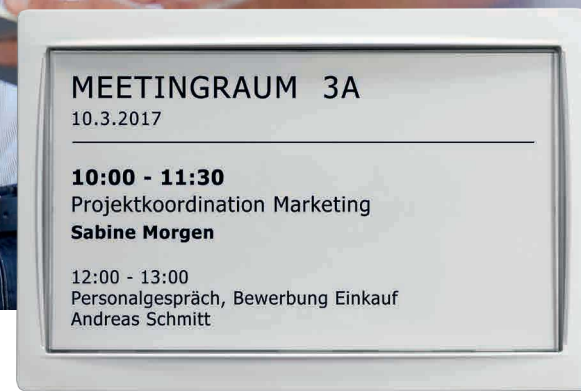 MEETINGRAUM 3A
10.3.2017
10:00 - 11:30
Projektkoordination Marketing
Sabine Morgen
12:00 - 13:00
Personalgespräch, Bewerbung Einkauf
Andreas Schmitt